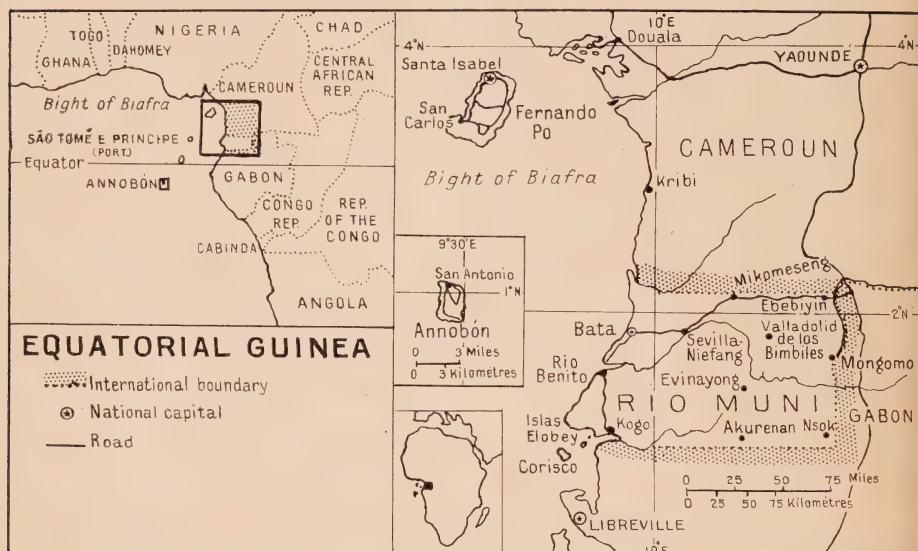 NIGERIA
CHAD
TOGO
DAHOMEY
GHANA
CENTRAL
AFRICAN
REP.
CAMEROUN
Bight of Biafra
SÃO TOMÉ E PRINCIPE
(PORT.)
Equator
ANNOBÓN
GABON
CONGO
REP.
REP.
OF THE
CONGO
CABINDA
ANGOLA
EQUATORIAL GUINEA
International boundary
National capital
Road
10°E
Douala
4°N
4°N
YAOUNDE
Santa Isabel
San
Carlos
Fernando
Po
CAMEROUN
Bight of Biafra
Kribi
9°30'E
San Antonio
1°N
Annobón
0 3 Miles
0 3 Kilometres
Mikomeseng
Ebebiyin
2°N
Bata
Sevilla-
Niefang
Valladolid
de los
Bimbiles
Mongomo
Rio
Benito
Evinayong
RIO MUNI
GABON
Islas
Elobey
Kogo
Akurenan
Nsok
Corisco
0 25 50 75 Miles
0 25 50 75 Kilometres
LIBREVILLE
10°E